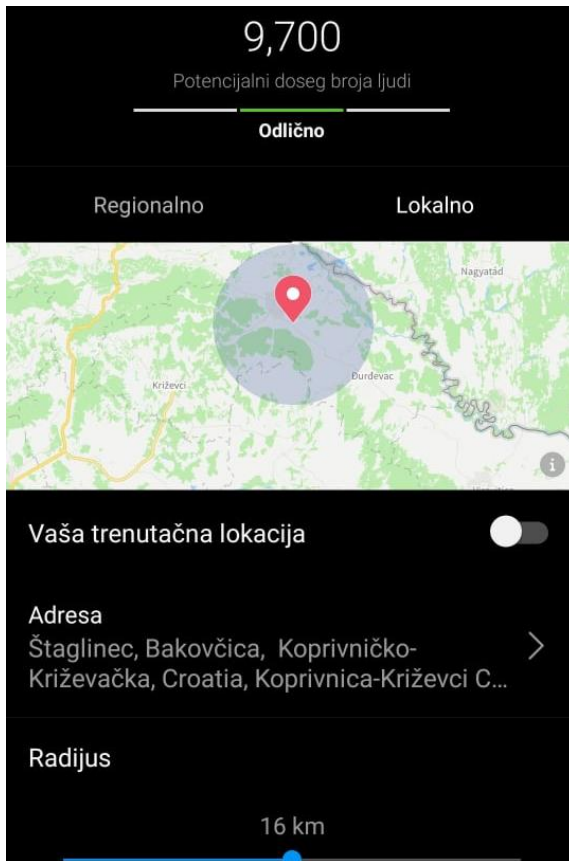 9,700
Potencijalni doseg broja ljudi
Odlično
Regionalno
Lokalno
Nagyatád
Križevci
Đurđevac
Vaša trenutačna lokacija
Adresa
Štaglinec, Bakovčica, Koprivničko-
Križevačka, Croatia, Koprivnica-Križevci C...
Radijus
16 km